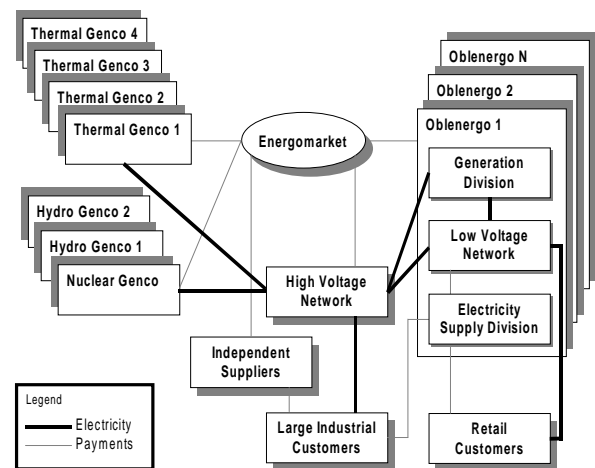 Thermal Genco 4
Thermal Genco 3
Thermal Genco 2
Thermal Genco 1
Hydro Genco 2
Hydro Genco 1
Nuclear Genco
Energomarket
High Voltage
Network
Independent
Suppliers
Large Industrial
Customers
Oblenergo N
Oblenergo 2
Oblenergo 1
Generation
Division
Low Voltage
Network
Electricity
Supply Division
Retail
Customers
Legend
Electricity
Payments